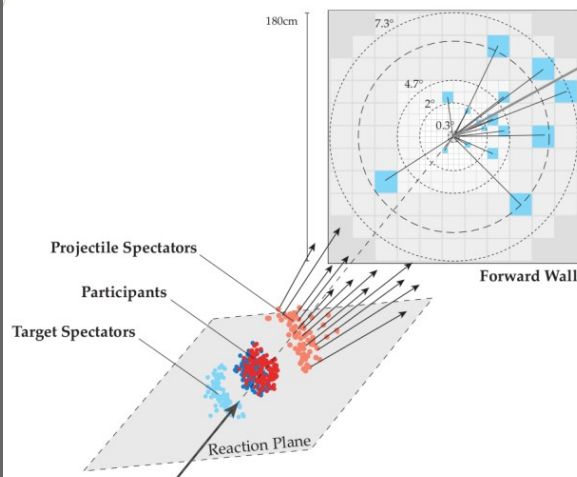 180cm
7.3°
4.7°
2°
0.3°
Forward Wall
Projectile Spectators
Participants
Target Spectators
Reaction Plane